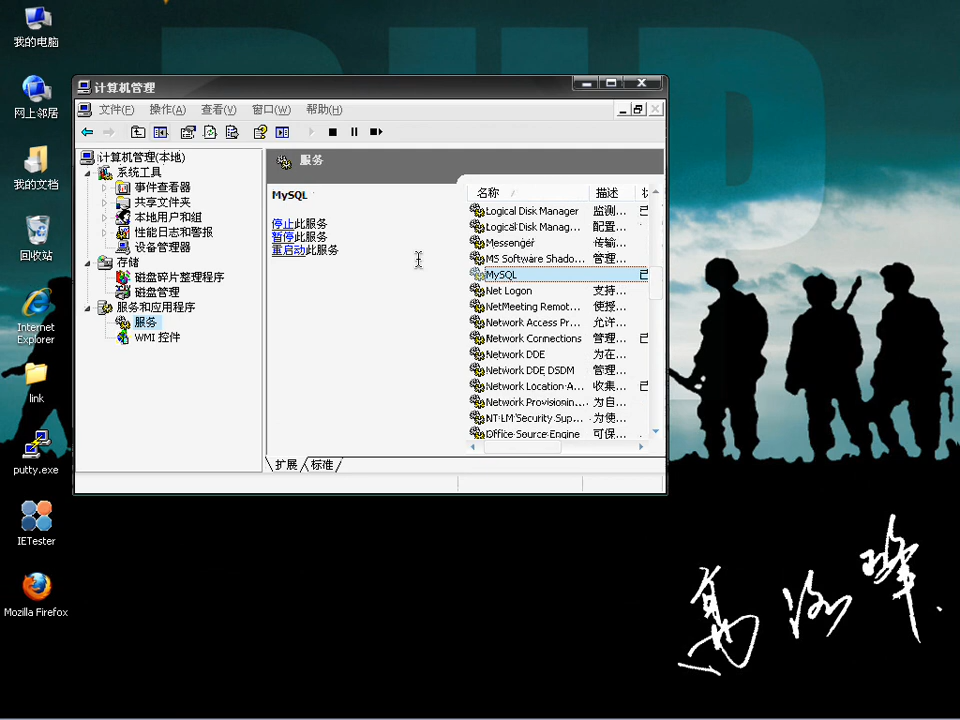 PHP
我的电脑
网上邻居
我的文档
回收站
Internet
Explorer
link
putty.exe
IETester
Mozilla Firefox
计算机管理
文件(F) 操作(A) 查看(V) 窗口(W) 帮助(H)
计算机管理(本地)
系统工具
事件查看器
共享文件夹
本地用户和组
性能日志和警报
设备管理器
存储
磁盘碎片整理程序
磁盘管理
服务和应用程序
服务
WMI 控件
服务
MySQL
停止此服务
暂停此服务
重启动此服务
名称 描述
Logical Disk Manager 监测...
Logical Disk Manag... 配置...
Messenger 传输...
MS Software Shado... 管理...
MySQL
Net Logon 支持...
NetMeeting Remot... 使授...
Network Access Pr... 允许...
Network Connections 管理...
Network DDE 为在...
Network DDE DSDM 管理...
Network Location A... 收集...
Network Provisionin... 为自...
NT LM Security Sup... 为使...
Office Source Engine 可保...
扩展 标准